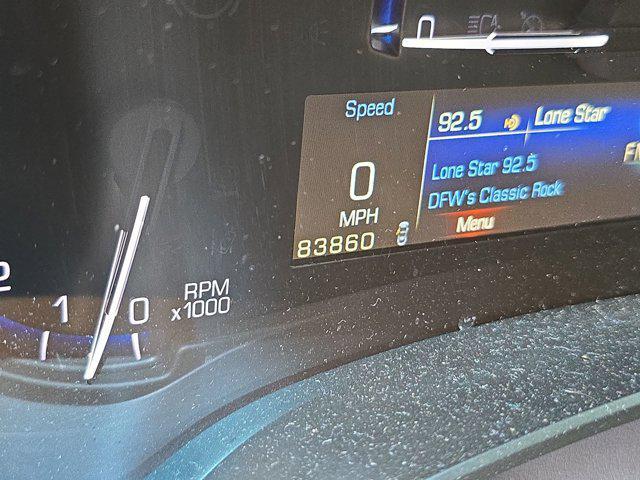 0
Speed
92.5 Lone Star
Lone Star 92.5
DFW's Classic Rock
0
MPH
83860
Menu
2
1
0
RPM
x1000